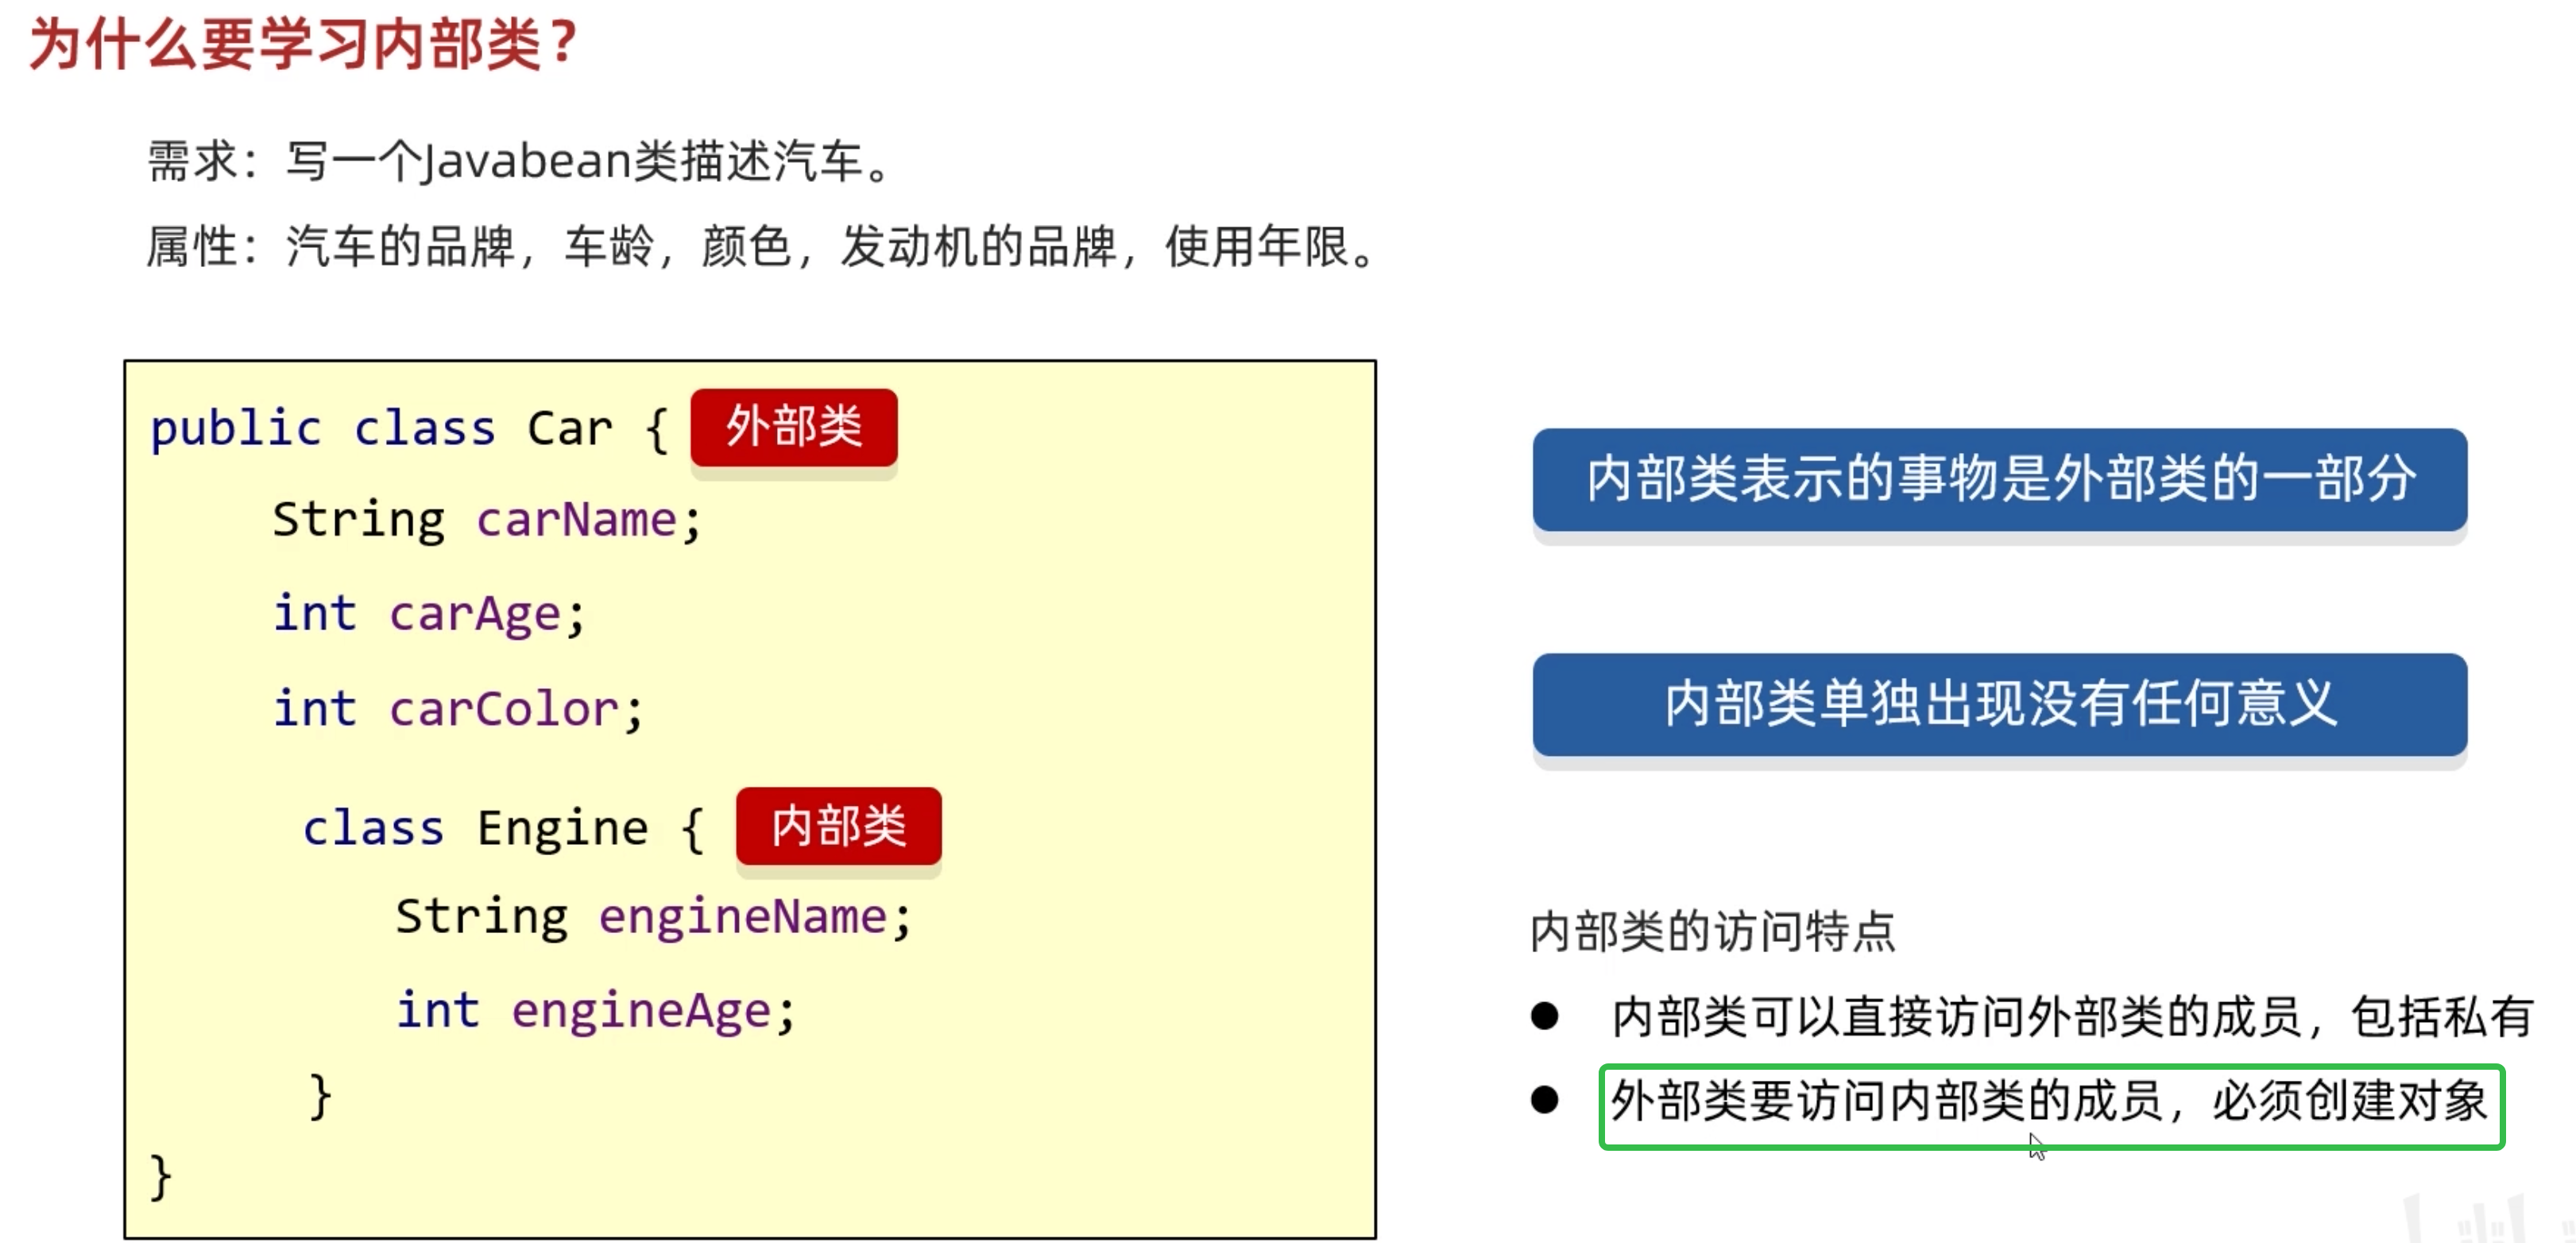 为什么要学习内部类？
需求：写一个Javabean类描述汽车。
属性：汽车的品牌，车龄，颜色，发动机的品牌，使用年限。
public class Car { 外部类
String carName;
int carAge;
int carColor;
class Engine { 内部类
String engineName;
int engineAge;
}
}
内部类表示的事物是外部类的一部分
内部类单独出现没有任何意义
内部类的访问特点
● 内部类可以直接访问外部类的成员，包括私有
● 外部类要访问内部类的成员，必须创建对象